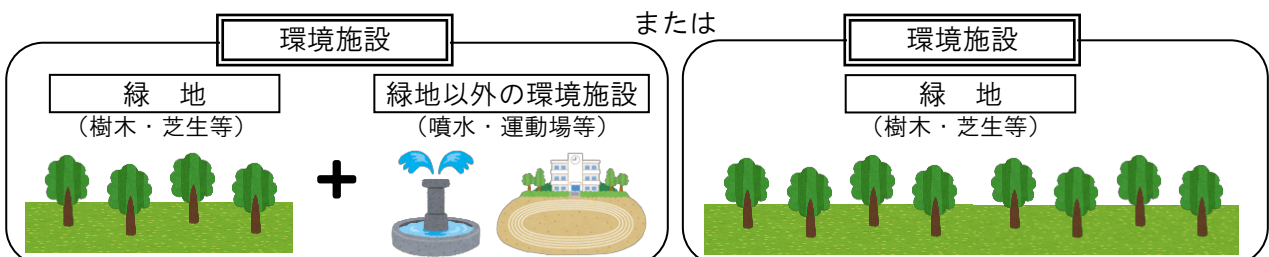 環境施設
緑　地
（樹木・芝生等）
＋
緑地以外の環境施設
（噴水・運動場等）
または
環境施設
緑　地
（樹木・芝生等）